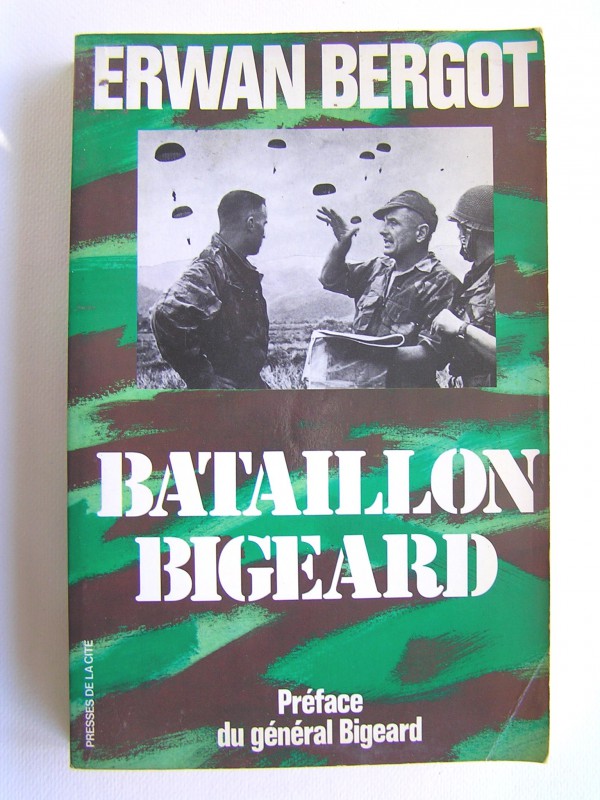 ERWAN BERGOT
BATAILLON
BIGEARD
PRESSES DE LA CITÉ
Préface
du général Bigeard